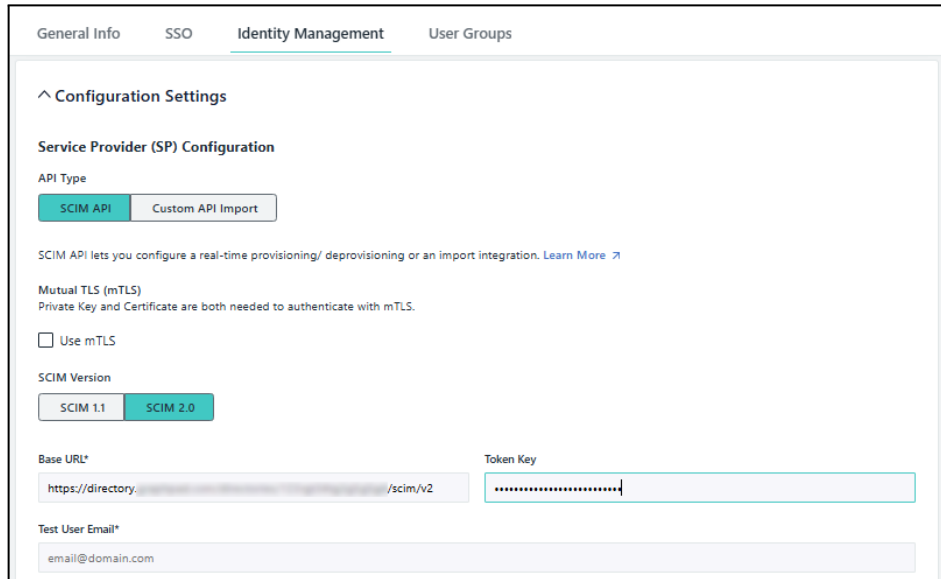 General Info SSO Identity Management User Groups
Configuration Settings
Service Provider (SP) Configuration
API Type
SCIM API Custom API Import
SCIM API lets you configure a real-time provisioning/ deprovisioning or an import integration. Learn More
Mutual TLS (mTLS)
Private Key and Certificate are both needed to authenticate with mTLS.
Use mTLS
SCIM Version
SCIM 1.1 SCIM 2.0
Base URL* Token Key
https://directory. /scim/v2
Test User Email*
email@domain.com